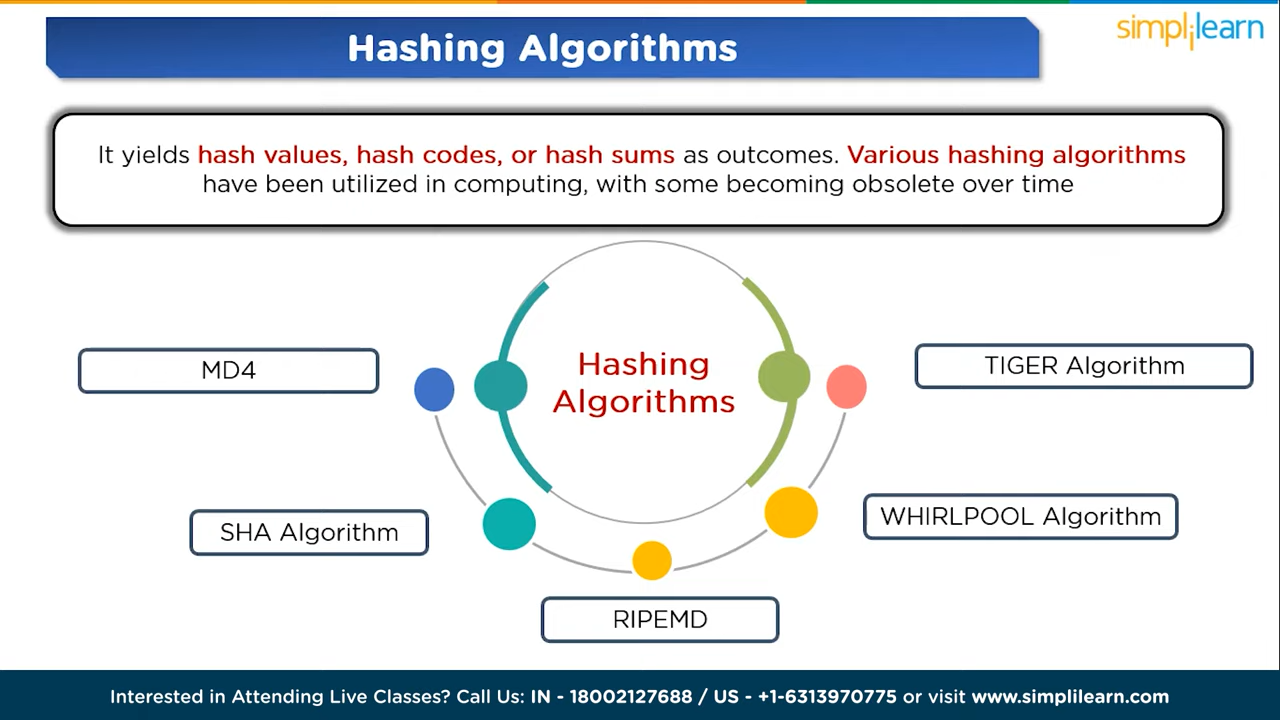 Hashing Algorithms
simplilearn
It yields hash values, hash codes, or hash sums as outcomes. Various hashing algorithms
have been utilized in computing, with some becoming obsolete over time
Hashing
Algorithms
MD4
TIGER Algorithm
SHA Algorithm
WHIRLPOOL Algorithm
RIPEMD
Interested in Attending Live Classes? Call Us: IN - 18002127688 / US - +1-6313970775 or visit www.simplilearn.com